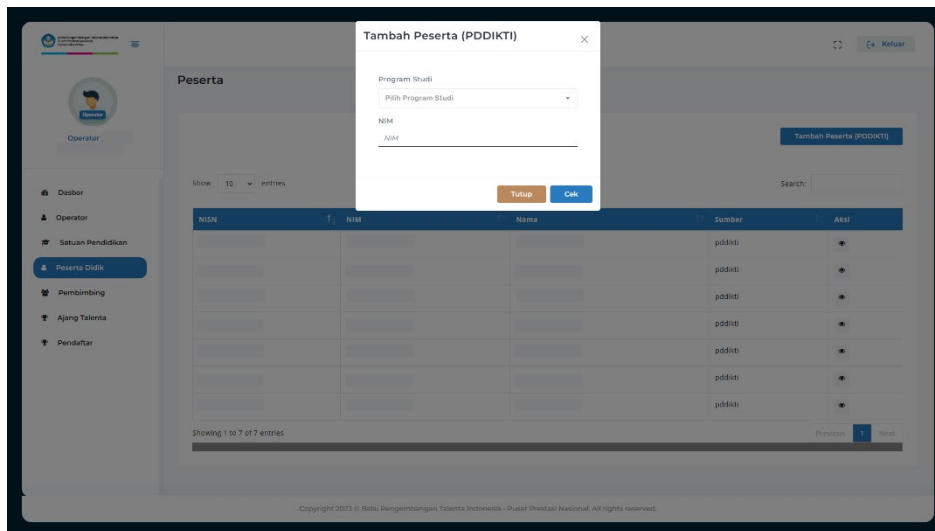 Tambah Peserta (PDDIKTI)
×
Keluar
Peserta
Program Studi
Pilih Program Studi
NIM
NIM
Tutup
Cek
Operator
Operator
Tambah Peserta (PDDIKTI)
Dasbor
Operator
Satuan Pendidikan
Peserta Didik
Pembimbing
Ajang Talenta
Pendaftar
Show 10 entries
Search:
NISN NIM Nama Sumber Aksi
pddikti
pddikti
pddikti
pddikti
pddikti
pddikti
pddikti
Showing 1 to 7 of 7 entries
Previous 1 Next
Copyright 2023 © Balai Pengembangan Talenta Indonesia - Pusat Prestasi Nasional. All rights reserved.